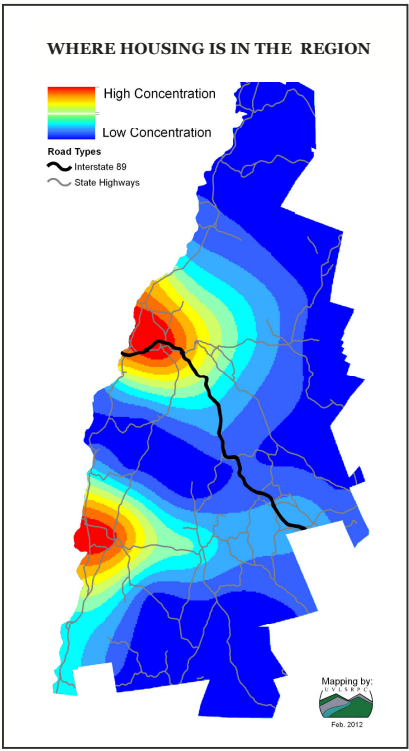 WHERE HOUSING IS IN THE REGION
High Concentration
Low Concentration
Road Types
Interstate 89
State Highways
Mapping by:
UVLSRPC
Feb. 2012